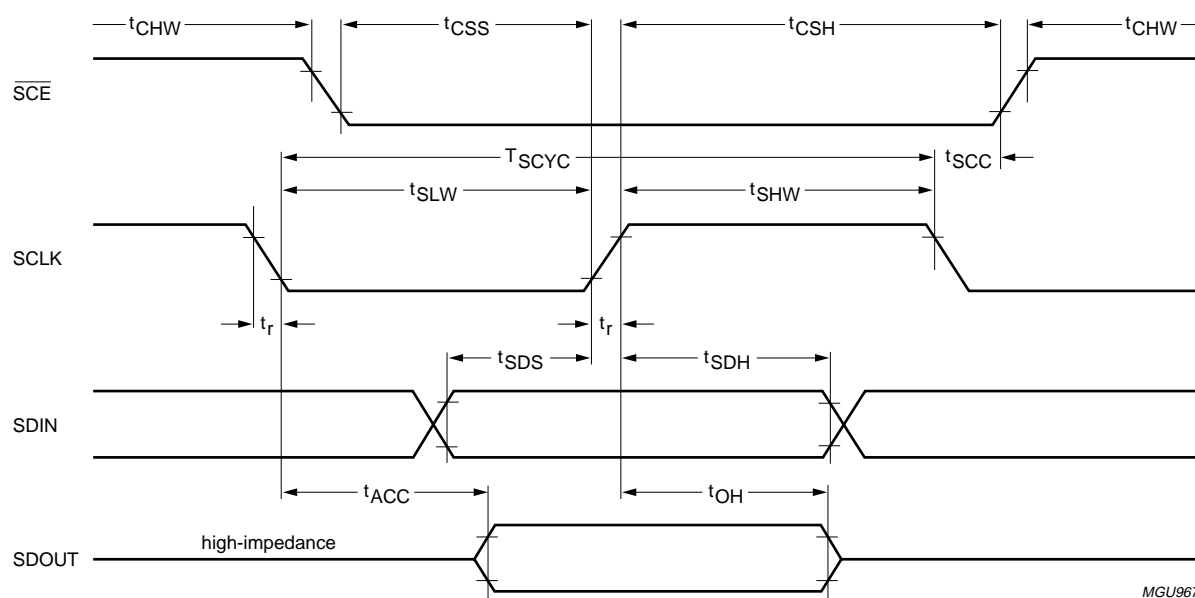 tCHW tCSS tCSH tCHW
SCE
TSCYC tSCC
tSLW tSHW
SCLK
tr tr
tSDS tSDH
SDIN
tACC tOH
high-impedance
SDOUT
MGU967